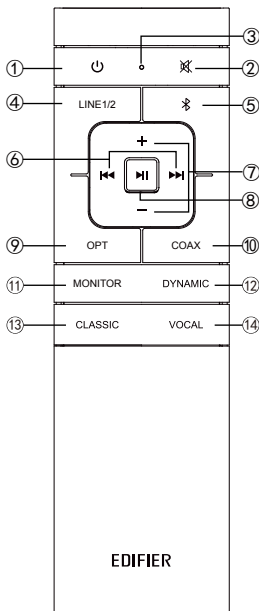 ③
① ②
④ LINE1/2 ⑤
⑥ + ⑦
− ⑧
⑨ OPT COAX ⑩
⑪ MONITOR DYNAMIC ⑫
⑬ CLASSIC VOCAL ⑭
EDIFIER